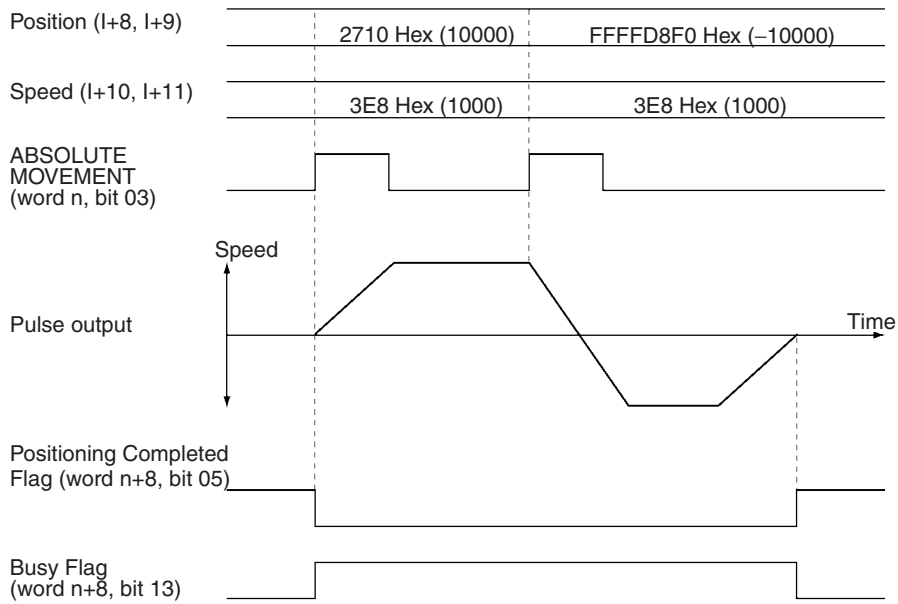 Position (I+8, I+9)
2710 Hex (10000)
FFFFD8F0 Hex (−10000)
Speed (I+10, I+11)
3E8 Hex (1000)
3E8 Hex (1000)
ABSOLUTE
MOVEMENT
(word n, bit 03)
Speed
Pulse output
Time
Positioning Completed
Flag (word n+8, bit 05)
Busy Flag
(word n+8, bit 13)